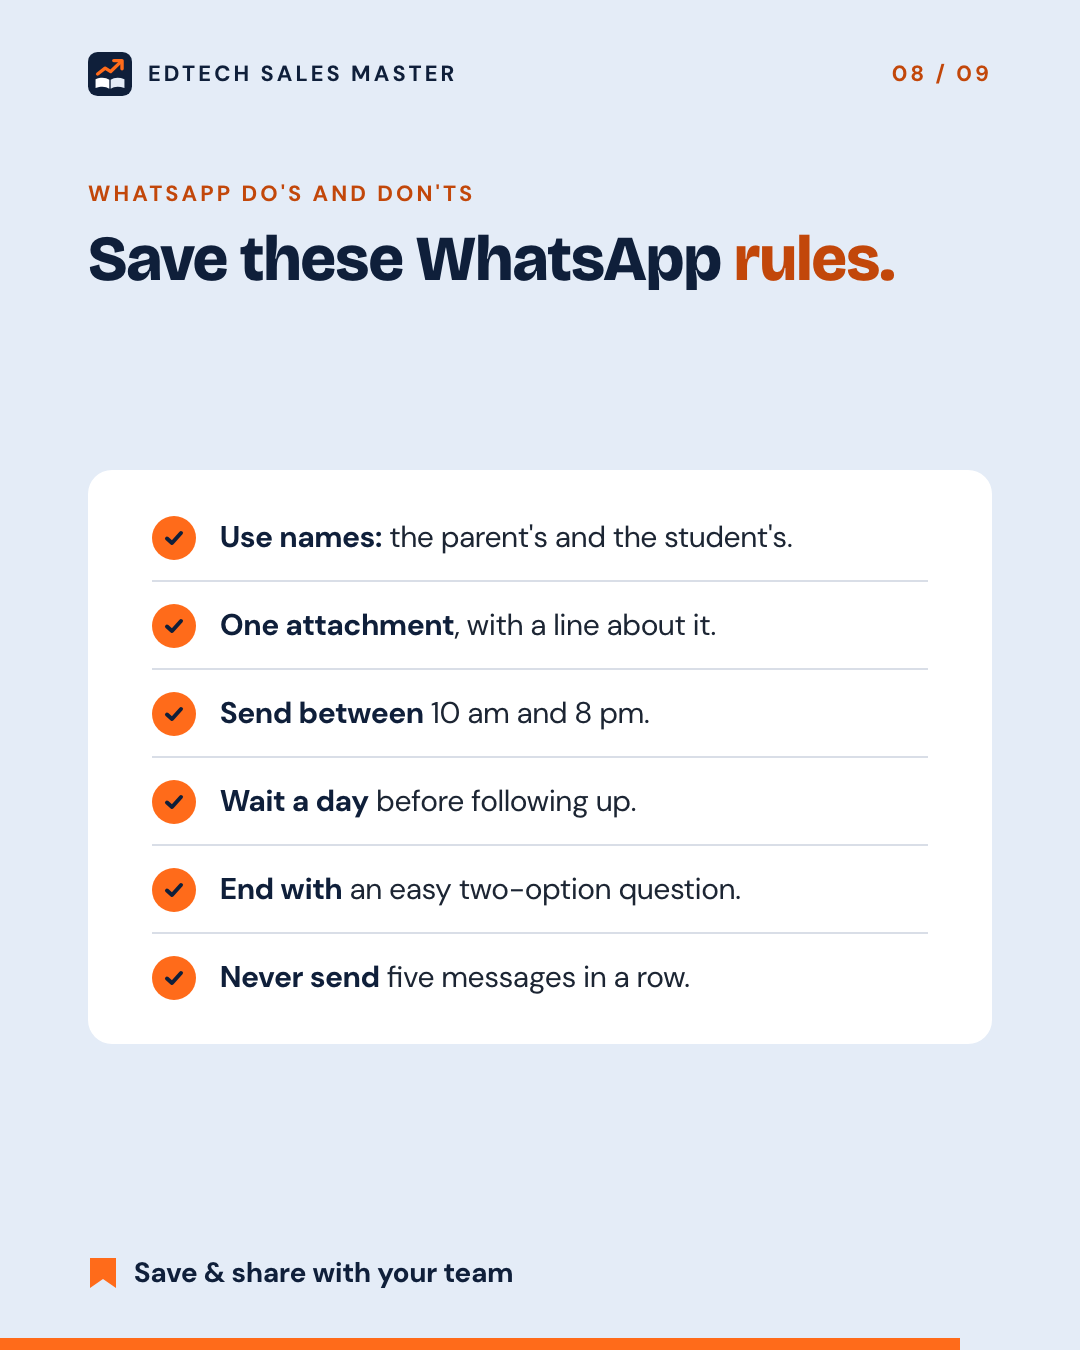 EDTECH SALES MASTER
08 / 09
WHATSAPP DO'S AND DON'TS
Save these WhatsApp rules.
Use names: the parent's and the student's.
One attachment, with a line about it.
Send between 10 am and 8 pm.
Wait a day before following up.
End with an easy two-option question.
Never send five messages in a row.
Save & share with your team